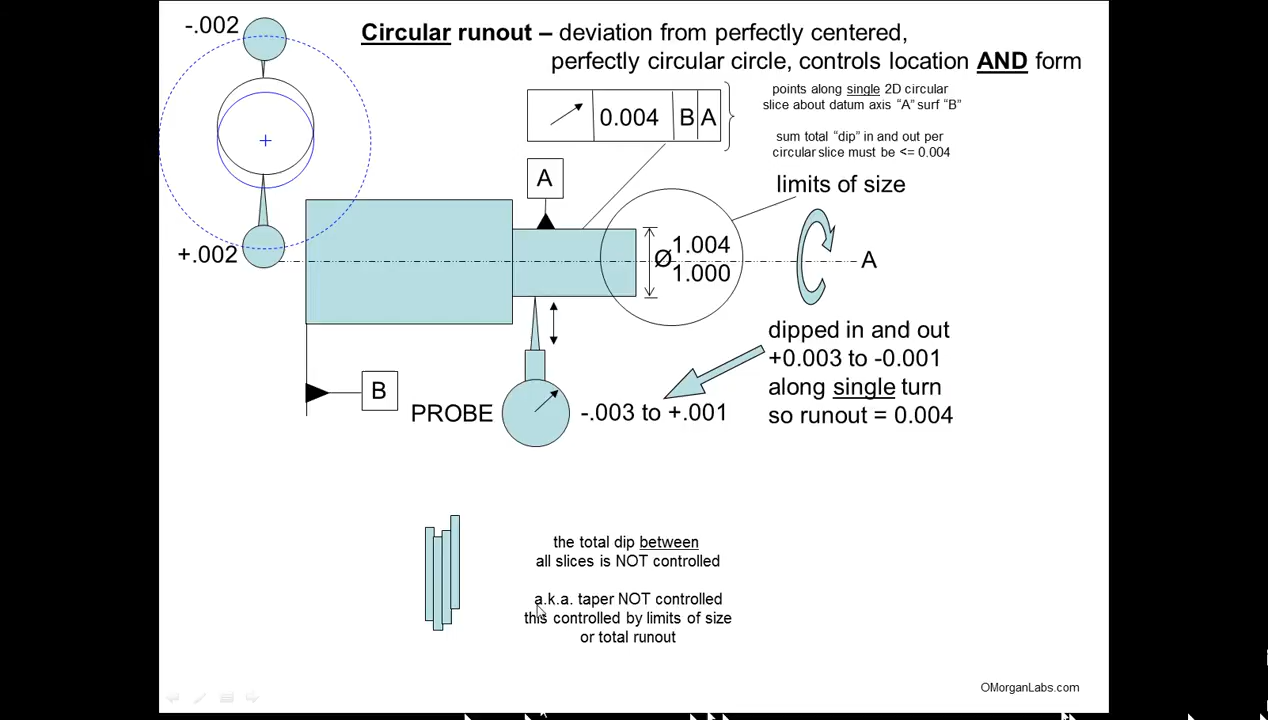 Circular runout – deviation from perfectly centered,
perfectly circular circle, controls location AND form
-.002
+.002
0.004 B A
points along single 2D circular
slice about datum axis “A” surf “B”
sum total “dip” in and out per
circular slice must be <= 0.004
limits of size
A
Ø1.004
1.000
A
B
PROBE
-.003 to +.001
dipped in and out
+0.003 to -0.001
along single turn
so runout = 0.004
the total dip between
all slices is NOT controlled
a.k.a. taper NOT controlled
this controlled by limits of size
or total runout
OMorganLabs.com